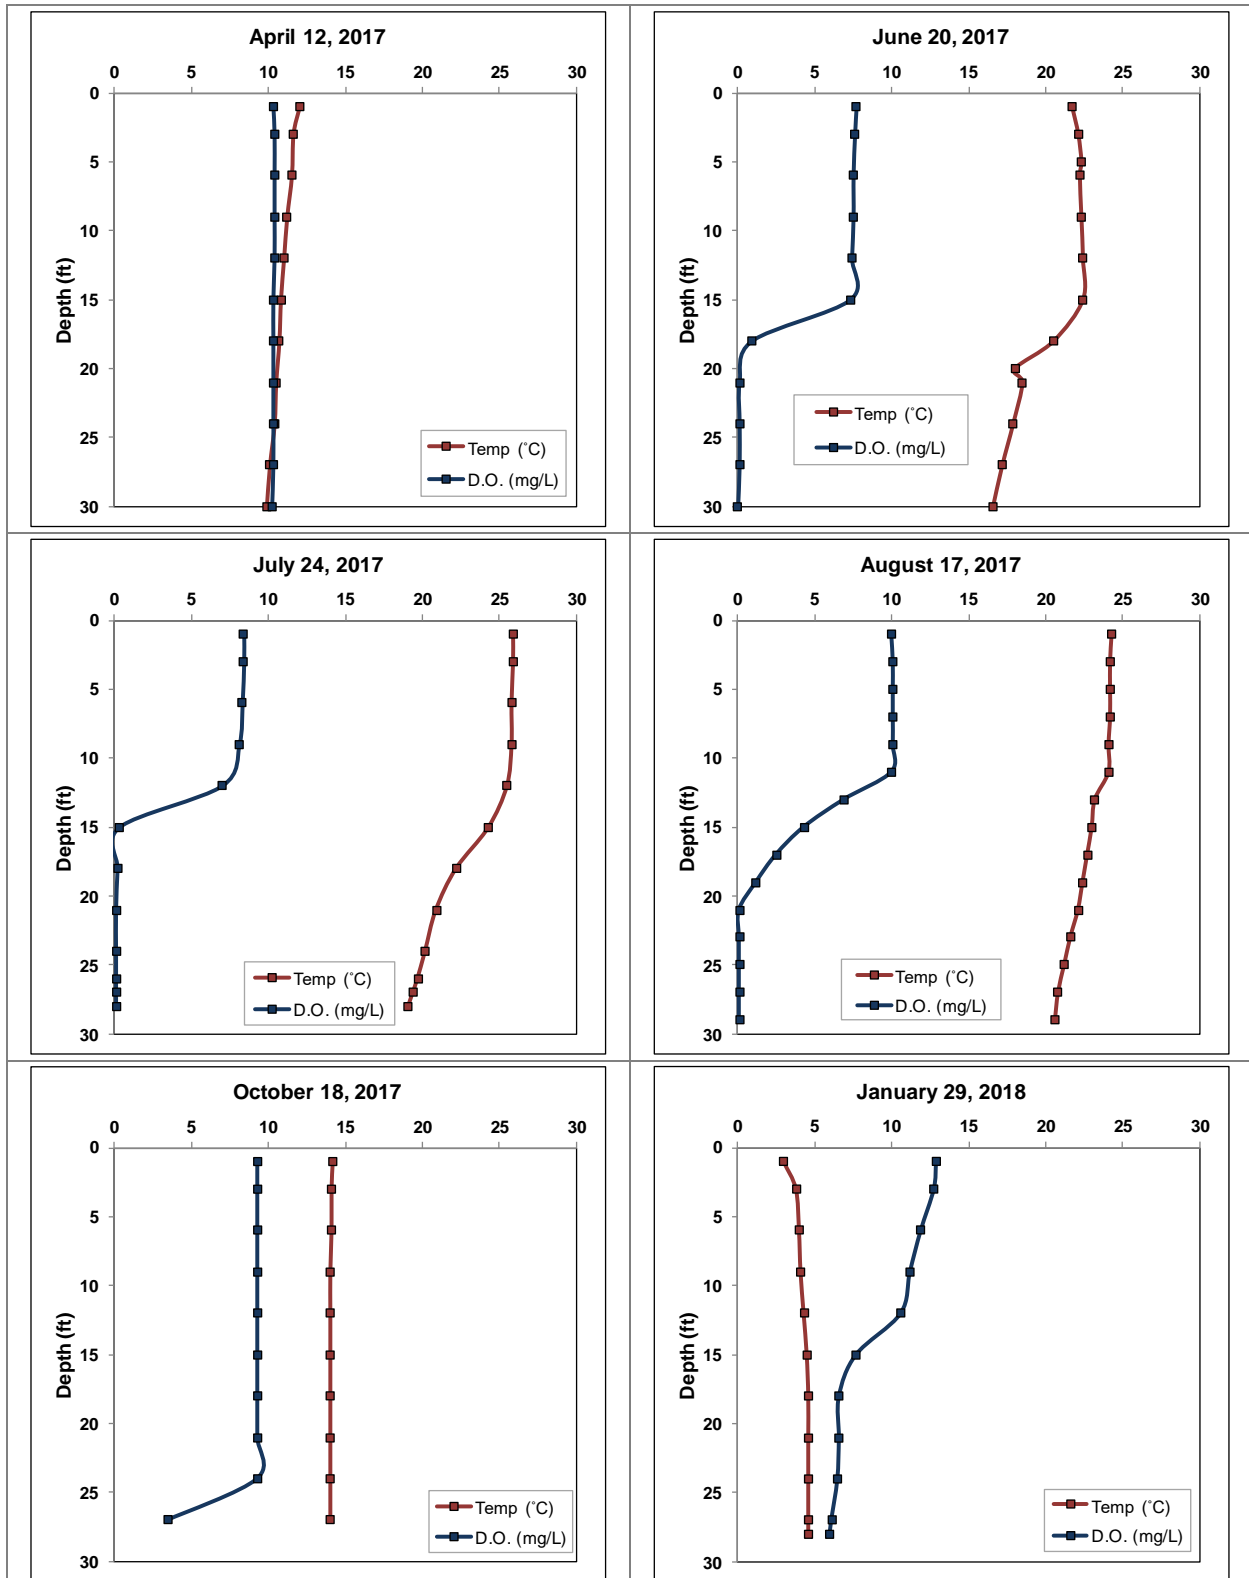 April 12, 2017
0 5 10 15 20 25 30
0
5
10
15
20
25
30
Depth (ft)
Temp (˚C)
D.O. (mg/L)
June 20, 2017
0 5 10 15 20 25 30
0
5
10
15
20
25
30
Depth (ft)
Temp (˚C)
D.O. (mg/L)
July 24, 2017
0 5 10 15 20 25 30
0
5
10
15
20
25
30
Depth (ft)
Temp (˚C)
D.O. (mg/L)
August 17, 2017
0 5 10 15 20 25 30
0
5
10
15
20
25
30
Depth (ft)
Temp (˚C)
D.O. (mg/L)
October 18, 2017
0 5 10 15 20 25 30
0
5
10
15
20
25
30
Depth (ft)
Temp (˚C)
D.O. (mg/L)
January 29, 2018
0 5 10 15 20 25 30
0
5
10
15
20
25
30
Depth (ft)
Temp (˚C)
D.O. (mg/L)